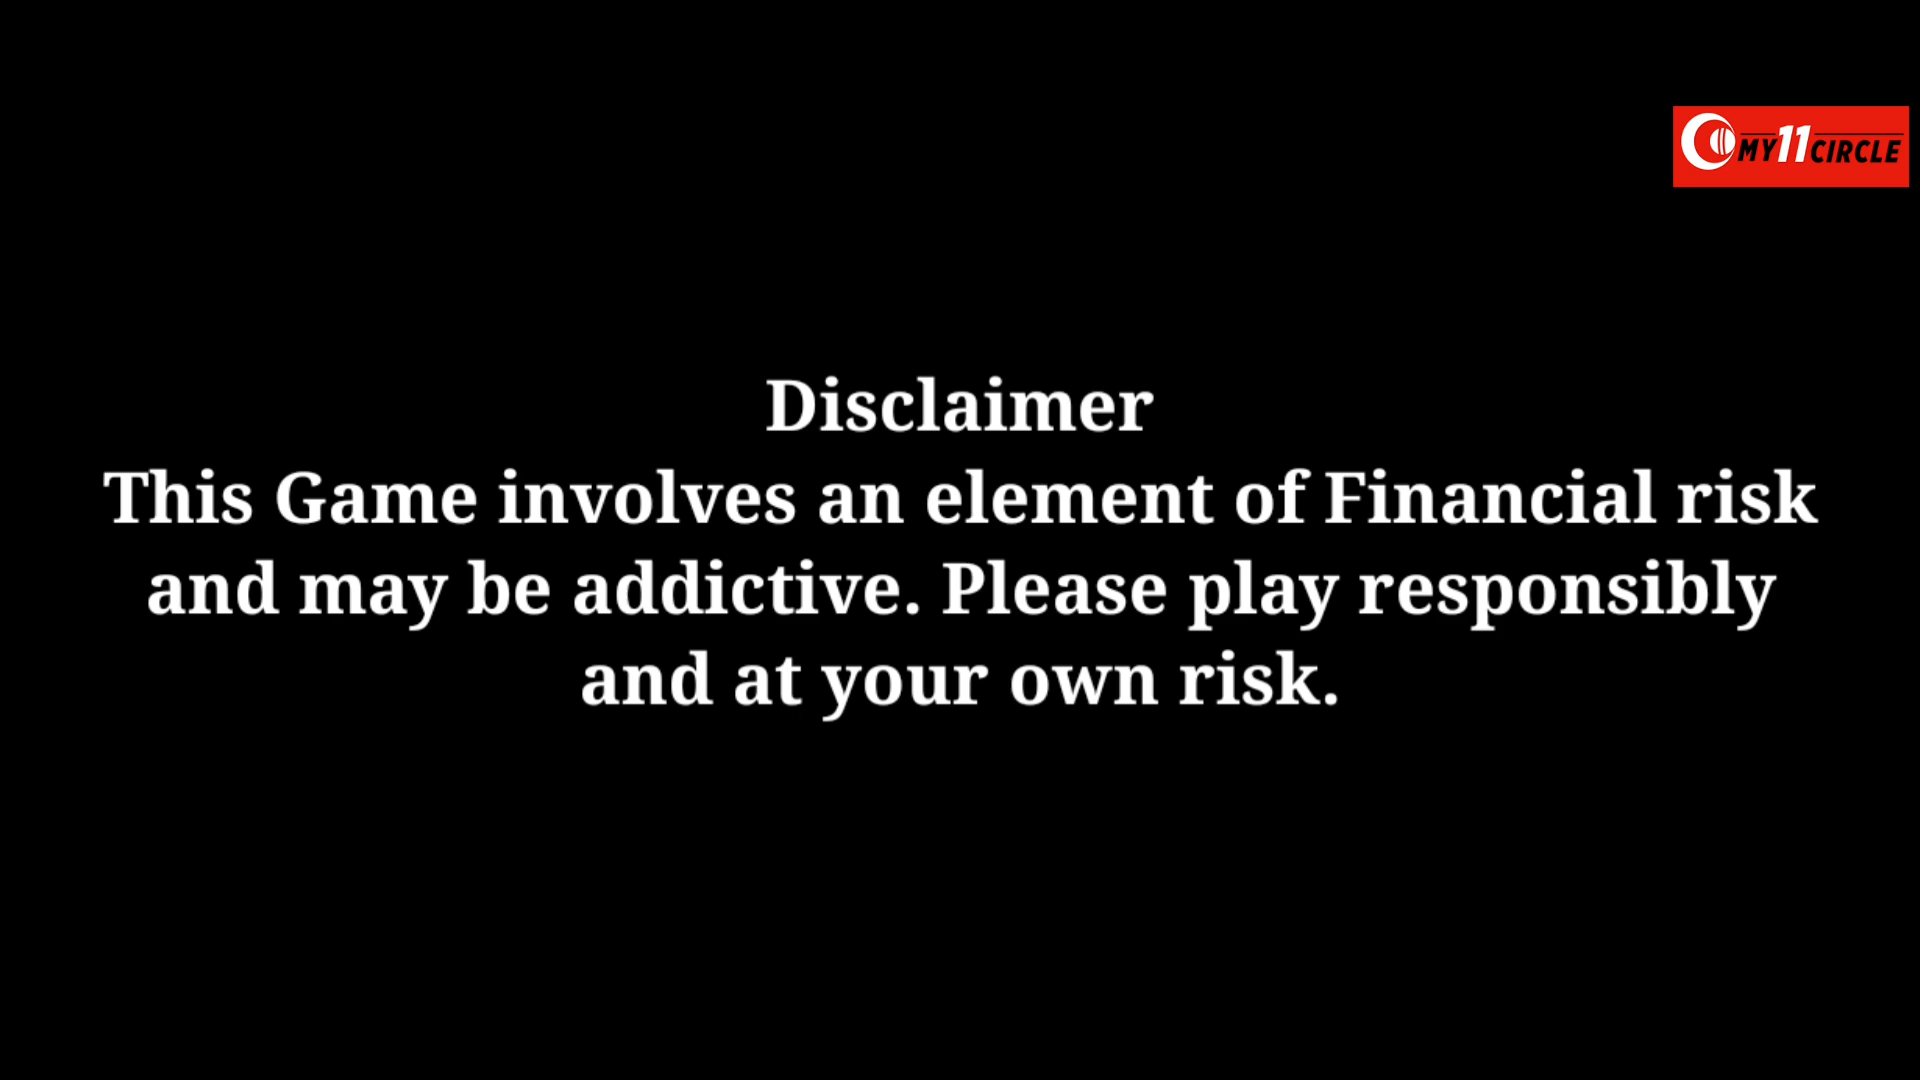 MY11CIRCLE
Disclaimer
This Game involves an element of Financial risk
and may be addictive. Please play responsibly
and at your own risk.